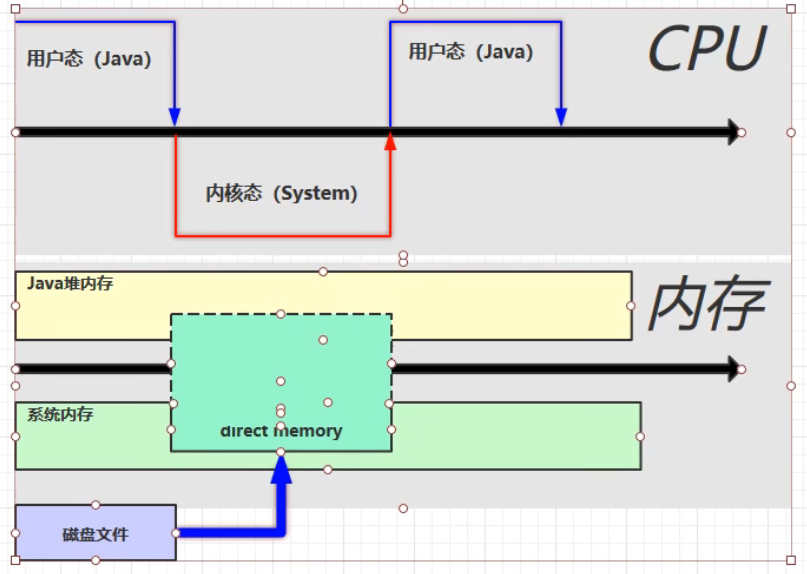 用户态（Java）
用户态（Java）
CPU
内核态（System）
Java堆内存
内存
系统内存
direct memory
磁盘文件